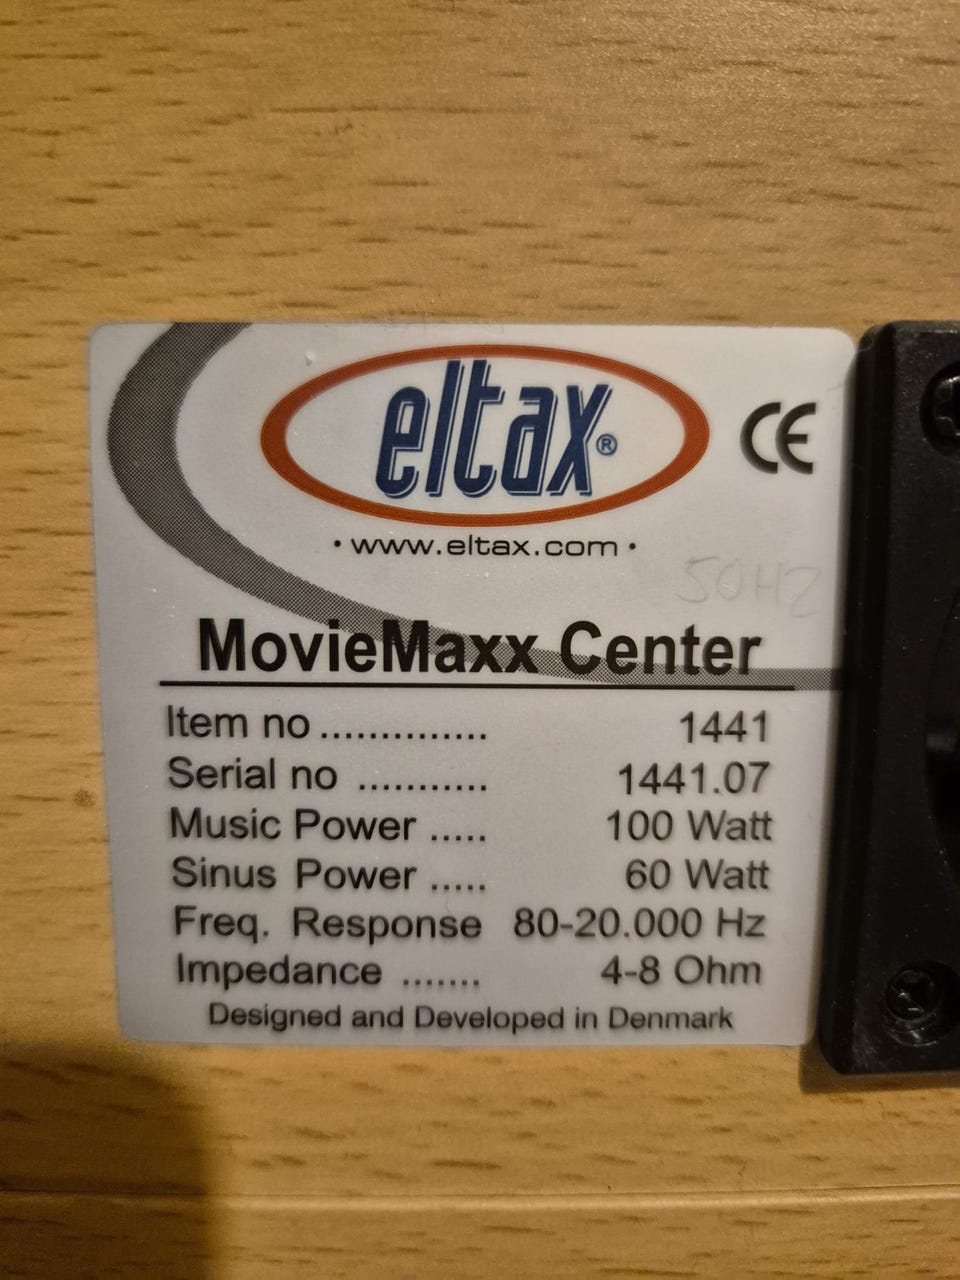 eltax®
CE
• www.eltax.com •
50HZ
MovieMaxx Center
Item no .............. 1441
Serial no ........... 1441.07
Music Power ..... 100 Watt
Sinus Power ..... 60 Watt
Freq. Response 80-20.000 Hz
Impedance ....... 4-8 Ohm
Designed and Developed in Denmark